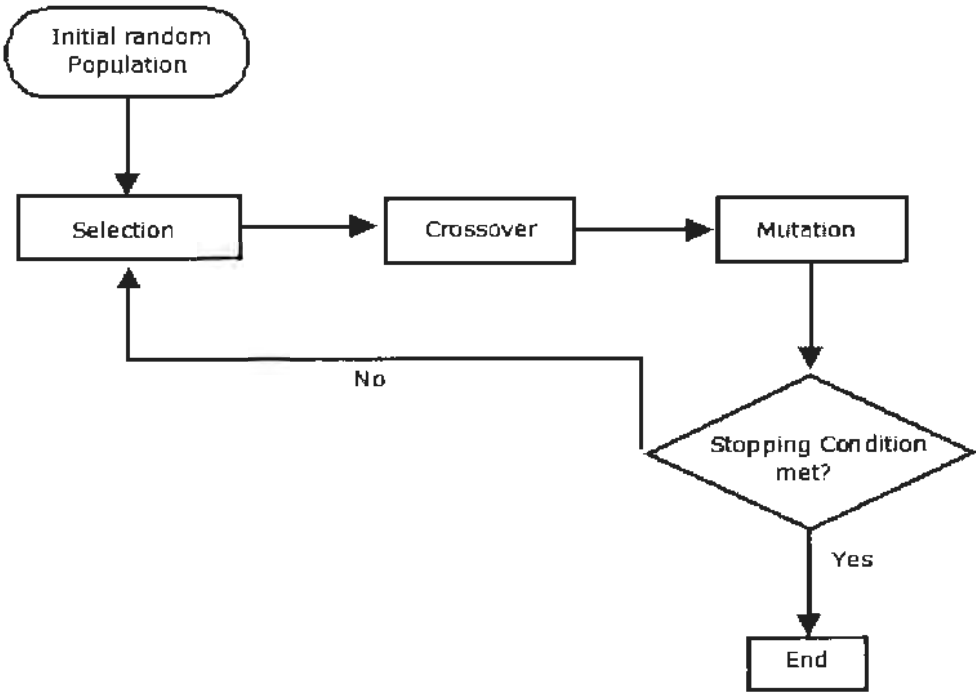 Initial random
Population
Selection
Crossover
Mutation
No
Stopping Condition
met?
Yes
End